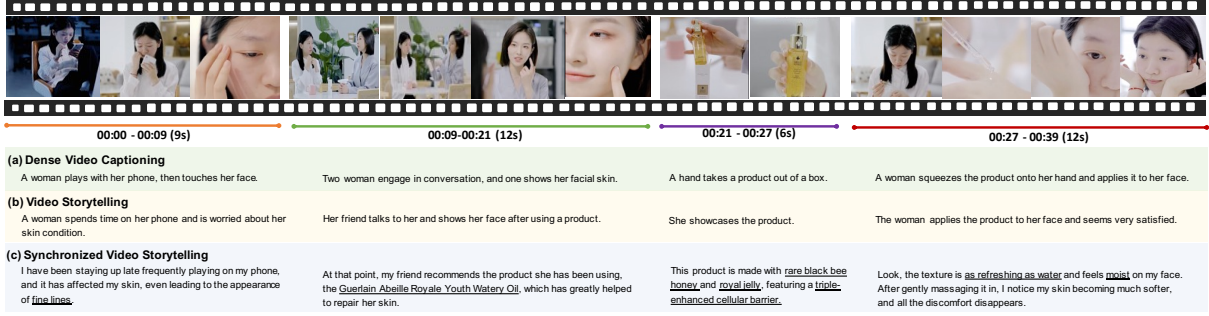 00:00 - 00:09 (9s)
00:09-00:21 (12s)
00:21 - 00:27 (6s)
00:27 - 00:39 (12s)
(a) Dense Video Captioning
A woman plays with her phone, then touches her face.
Two woman engage in conversation, and one shows her facial skin.
A hand takes a product out of a box.
A woman squeezes the product onto her hand and applies it to her face.
(b) Video Storytelling
A woman spends time on her phone and is worried about her
skin condition.
Her friend talks to her and shows her face after using a product.
She showcases the product.
The woman applies the product to her face and seems very satisfied.
(c) Synchronized Video Storytelling
I have been staying up late frequently playing on my phone,
and it has affected my skin, even leading to the appearance
of fine lines.
At that point, my friend recommends the product she has been using,
the Guerlain Abeille Royale Youth Watery Oil, which has greatly helped
to repair her skin.
This product is made with rare black bee
honey and royal jelly, featuring a triple-
enhanced cellular barrier.
Look, the texture is as refreshing as water and feels moist on my face.
After gently massaging it in, I notice my skin becoming much softer,
and all the discomfort disappears.